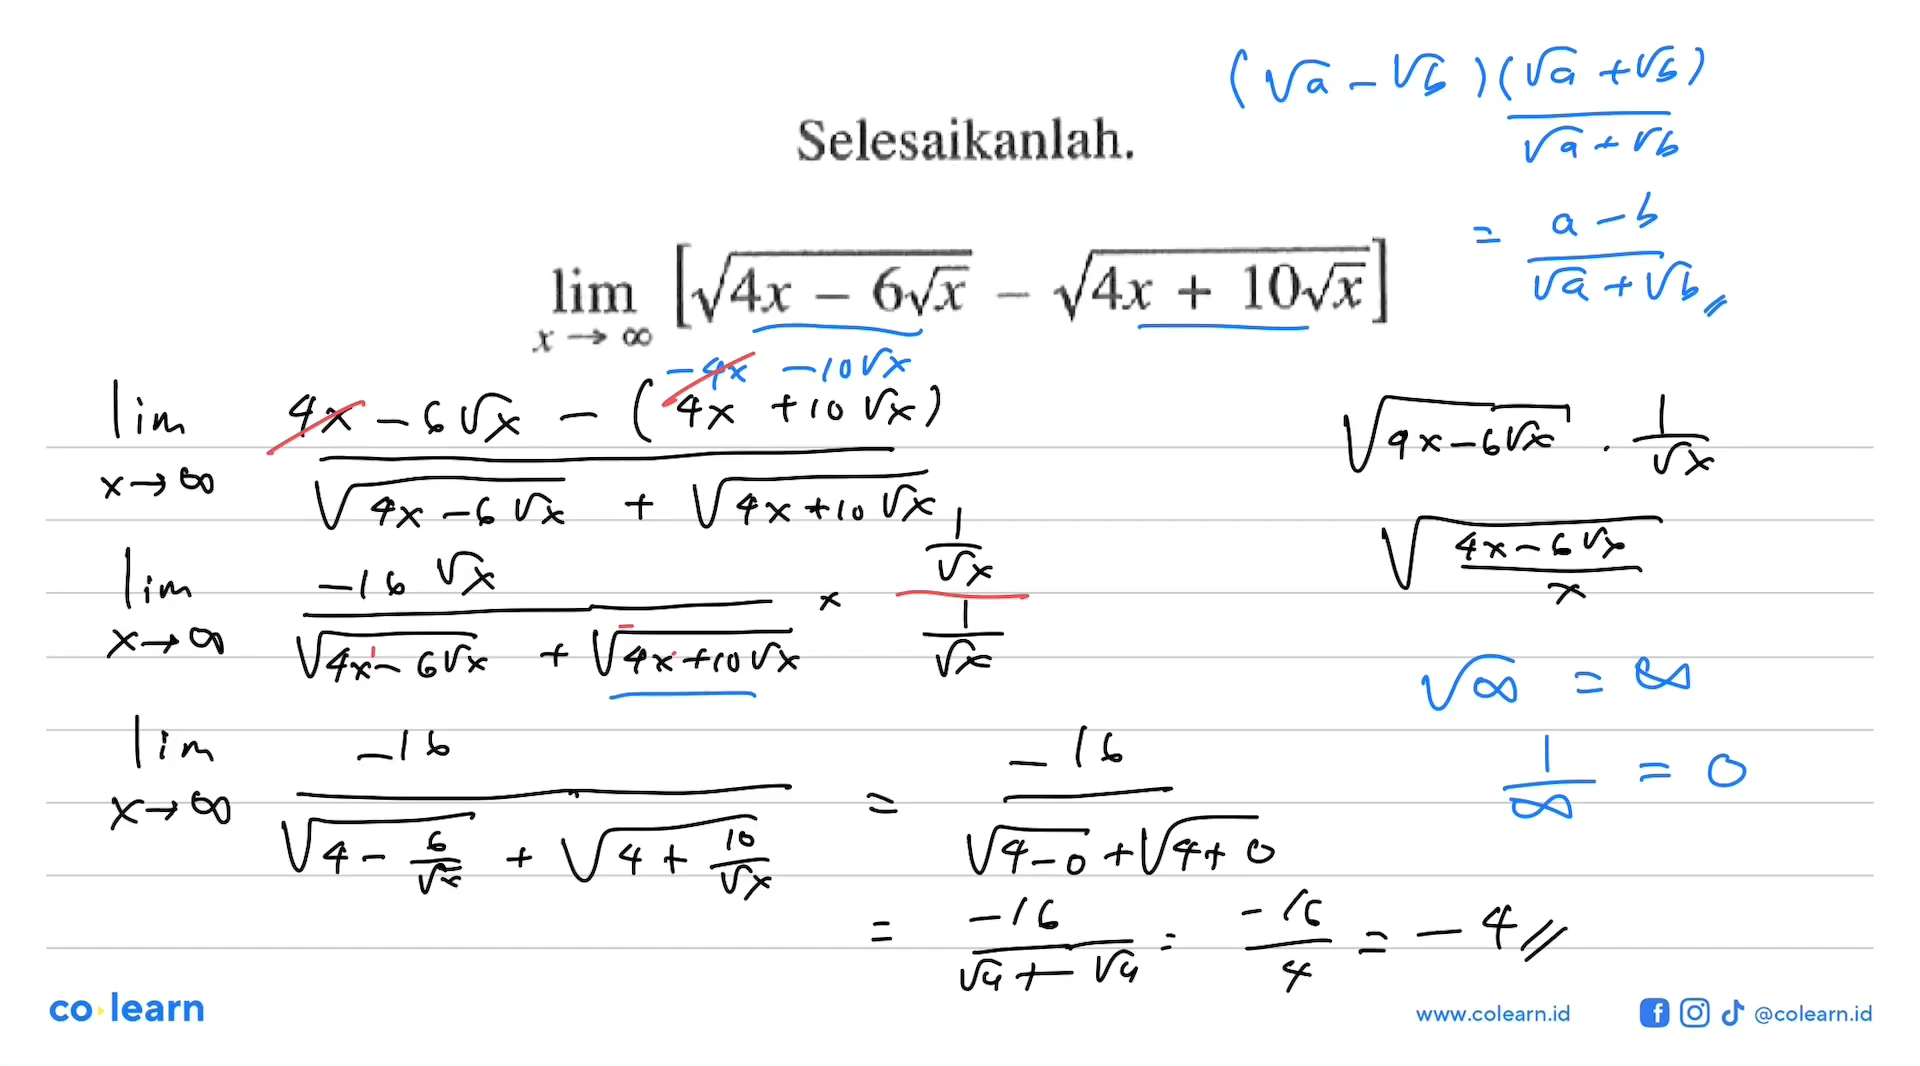 (√a - √b)(√a + √b) / (√a + √b)
Selesaikanlah.
= (a - b) / (√a + √b) //
lim x → ∞ [√(4x − 6√x) − √(4x + 10√x)]
-4x -10√x
lim x→∞ (4x - 6√x - (4x + 10√x)) / (√(4x - 6√x) + √(4x + 10√x))
√(9x - 6√x) . 1/√x
√((4x - 6√x)/x)
lim x→∞ (-16√x) / (√(4x - 6√x) + √(4x + 10√x)) × (1/√x) / (1/√x)
√∞ = ∞
1/∞ = 0
lim x→∞ -16 / (√(4 - 6/√x) + √(4 + 10/√x)) = -16 / (√(4-0) + √(4+0))
= -16 / (√4 + √4) = -16/4 = -4 //
co learn
www.colearn.id
@colearn.id